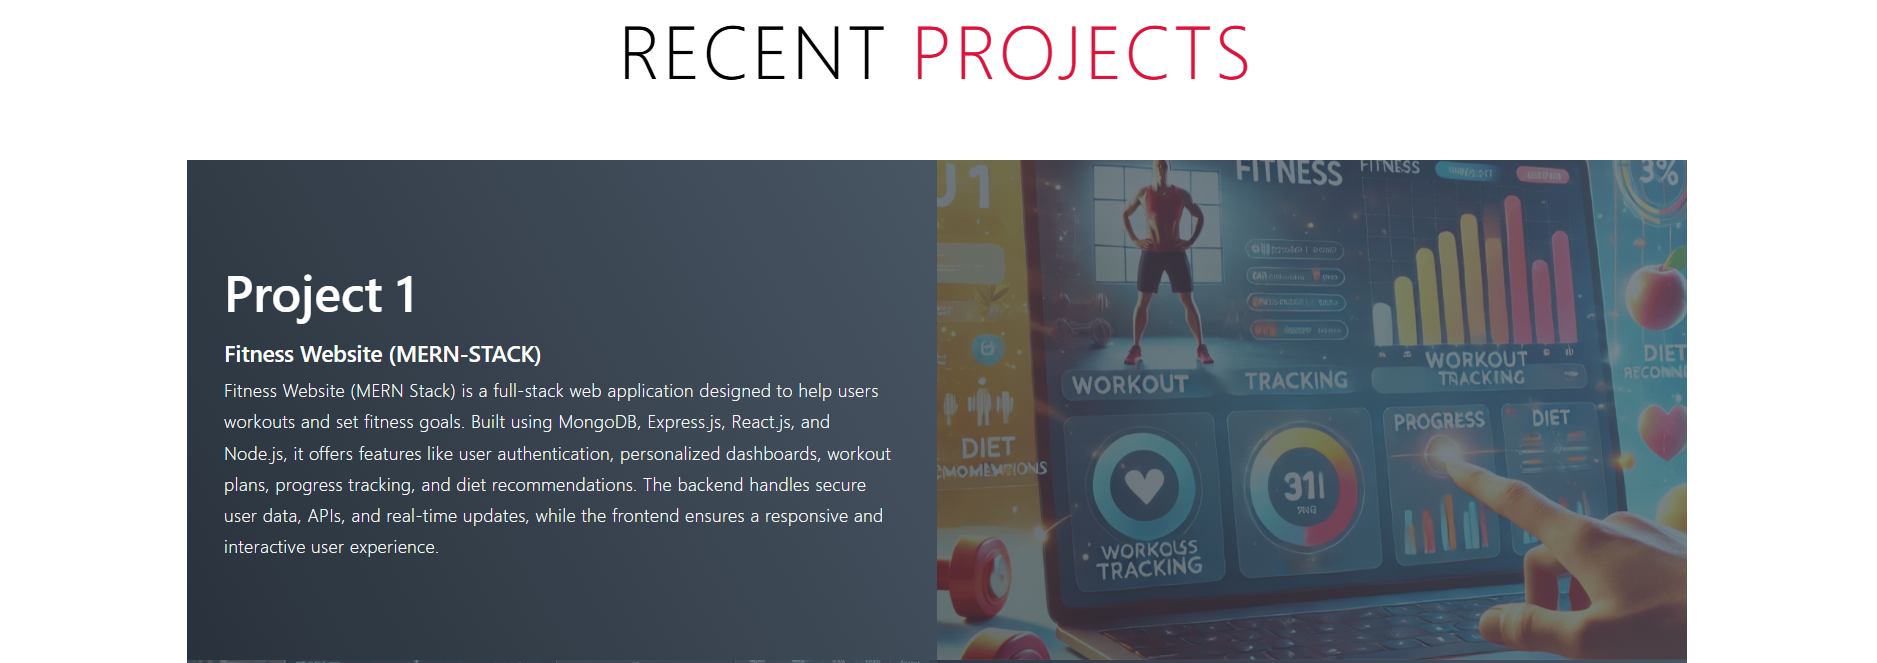 RECENT PROJECTS
Project 1
Fitness Website (MERN-STACK)
Fitness Website (MERN Stack) is a full-stack web application designed to help users
workouts and set fitness goals. Built using MongoDB, Express.js, React.js, and
Node.js, it offers features like user authentication, personalized dashboards, workout
plans, progress tracking, and diet recommendations. The backend handles secure
user data, APIs, and real-time updates, while the frontend ensures a responsive and
interactive user experience.
FITNESS
FITNESS
3%
WORKOUT
TRACKING
WORKOUT
TRACKING
DIET
PROGRESS
DIET
DIET
311
WORKOUSS
TRACKING